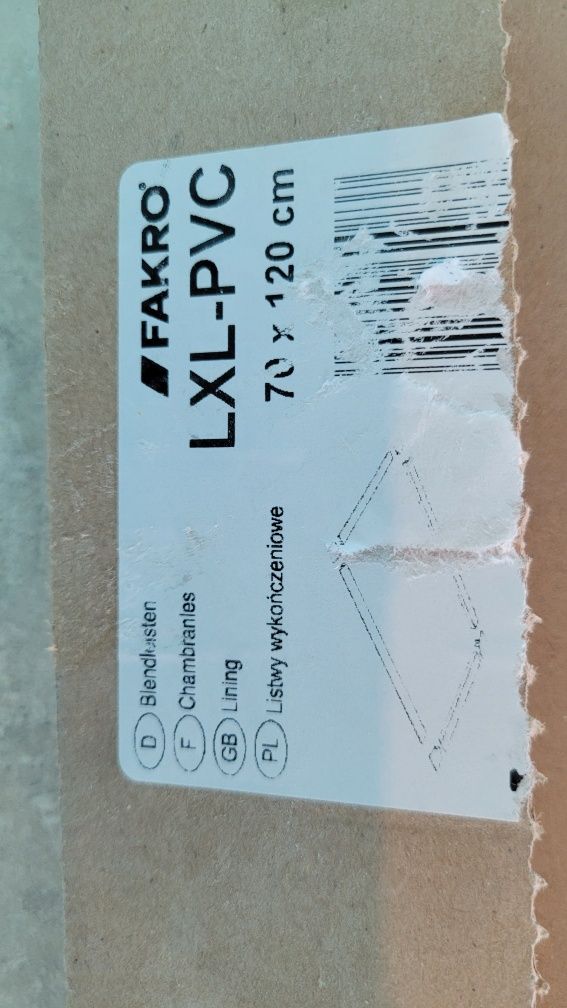 FAKRO®
LXL-PVC
70 x 120 cm
D Blendleisten
F Chambranles
GB Lining
PL Listwy wykończeniowe